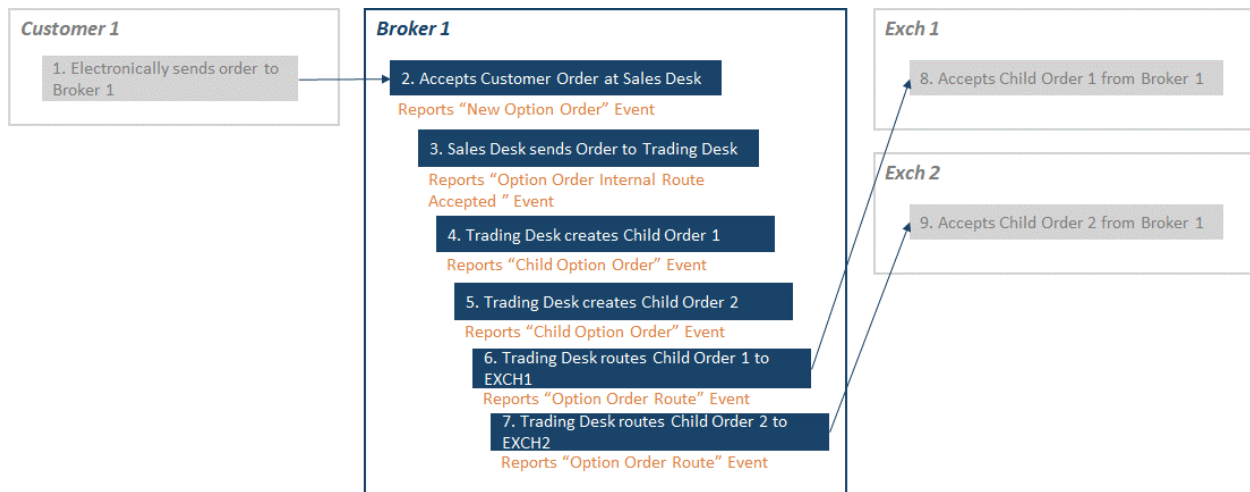 Customer 1
1. Electronically sends order to
Broker 1
Broker 1
2. Accepts Customer Order at Sales Desk
Reports “New Option Order” Event
3. Sales Desk sends Order to Trading Desk
Reports “Option Order Internal Route
Accepted ” Event
4. Trading Desk creates Child Order 1
Reports “Child Option Order” Event
5. Trading Desk creates Child Order 2
Reports “Child Option Order” Event
6. Trading Desk routes Child Order 1 to
EXCH1
Reports “Option Order Route” Event
7. Trading Desk routes Child Order 2 to
EXCH2
Reports “Option Order Route” Event
Exch 1
8. Accepts Child Order 1 from Broker 1
Exch 2
9. Accepts Child Order 2 from Broker 1